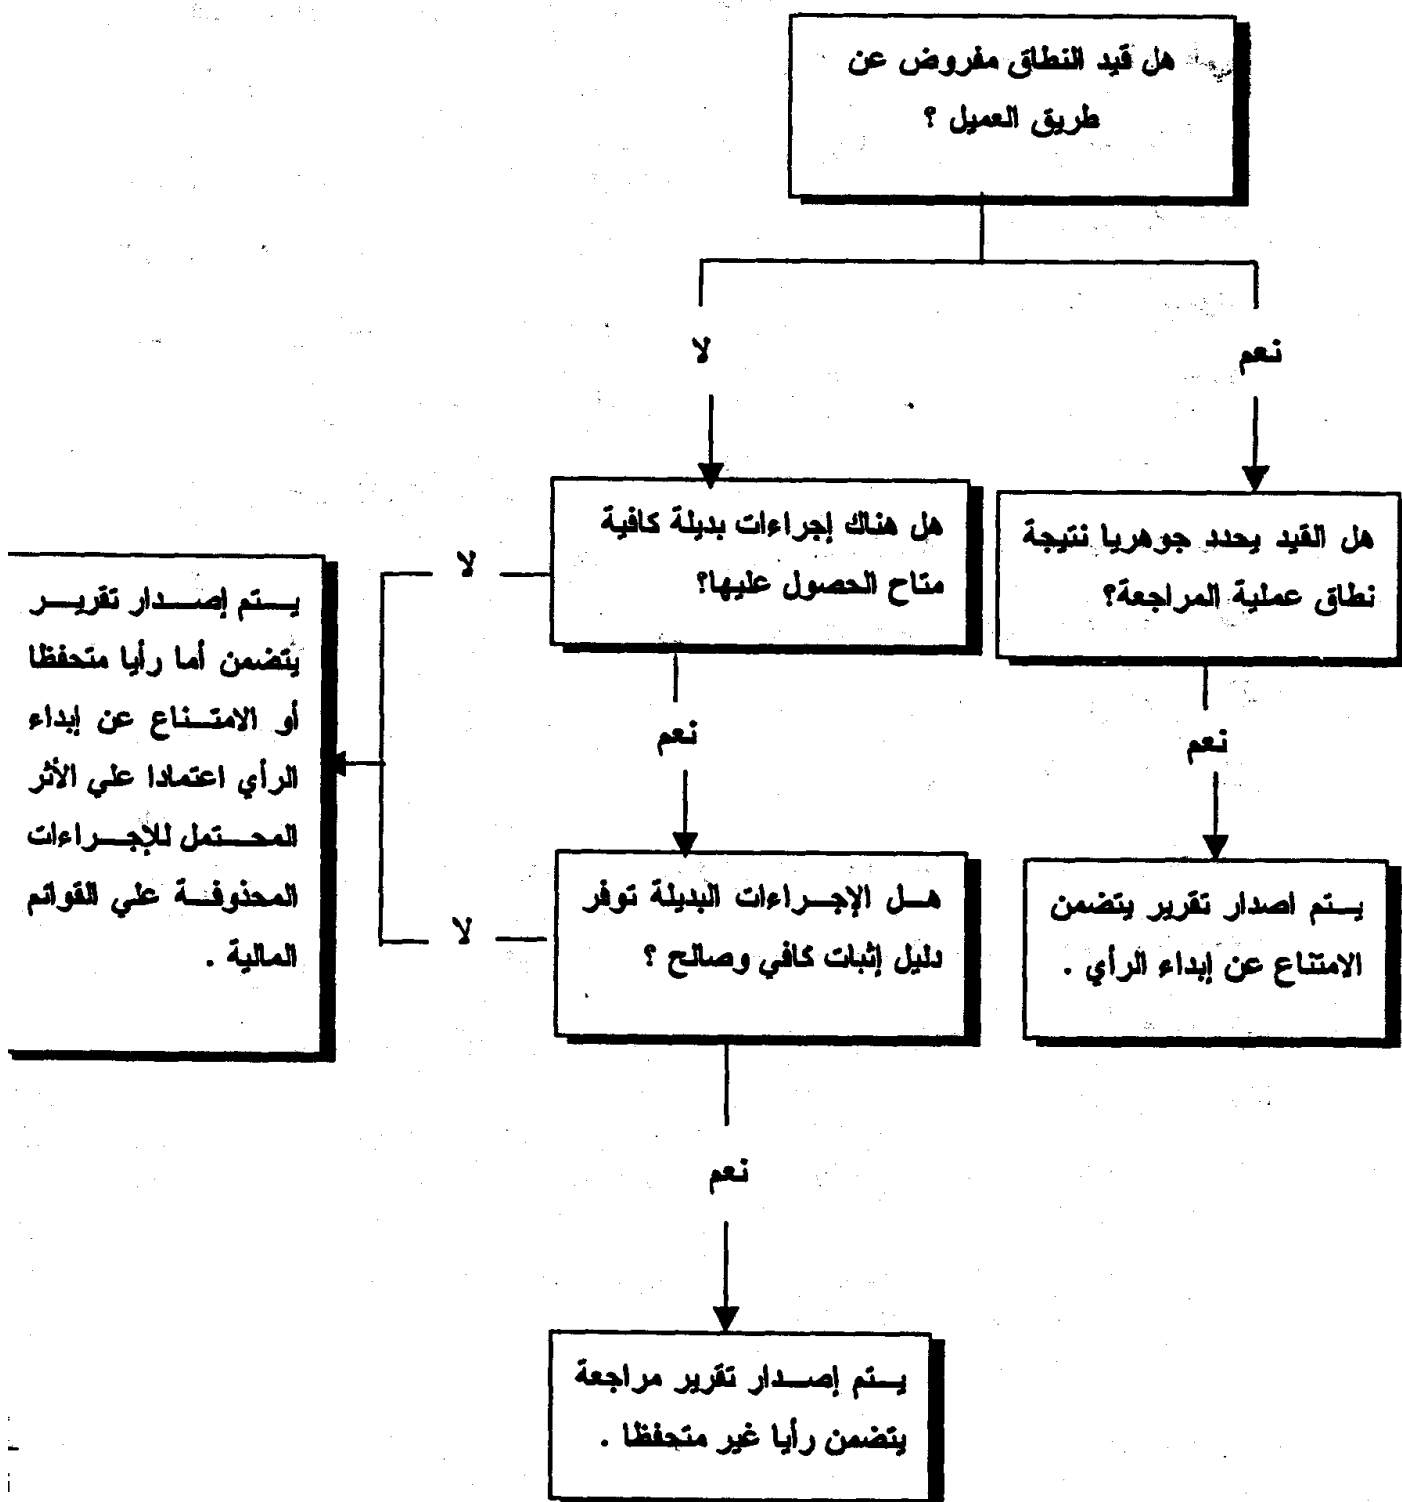 هل قيد النطاق مفروض عن
طريق العميل ؟
نعم
لا
هل القيد يحدد جوهريا نتيجة
نطاق عملية المراجعة؟
هل هناك إجراءات بديلة كافية
متاح الحصول عليها؟
لا
يتم إصدار تقرير
يتضمن أما رأيا متحفظا
أو الامتناع عن إبداء
الرأي اعتمادا علي الأثر
المحتمل للإجراءات
المحذوفة علي القوائم
المالية .
نعم
نعم
يتم اصدار تقرير يتضمن
الامتناع عن إبداء الرأي .
هل الإجراءات البديلة توفر
دليل إثبات كافي وصالح ؟
لا
نعم
يتم إصدار تقرير مراجعة
يتضمن رأيا غير متحفظا .